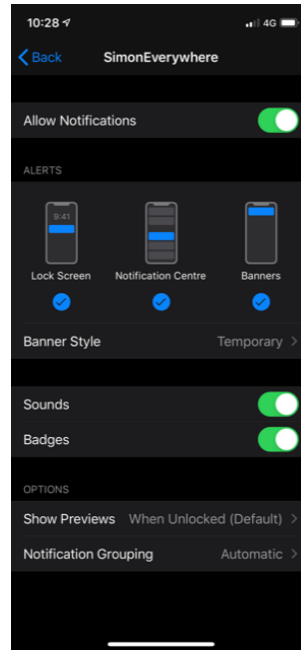 10:28 4G
Back SimonEverywhere
Allow Notifications
ALERTS
9:41
Lock Screen Notification Centre Banners
Banner Style Temporary
Sounds
Badges
OPTIONS
Show Previews When Unlocked (Default)
Notification Grouping Automatic